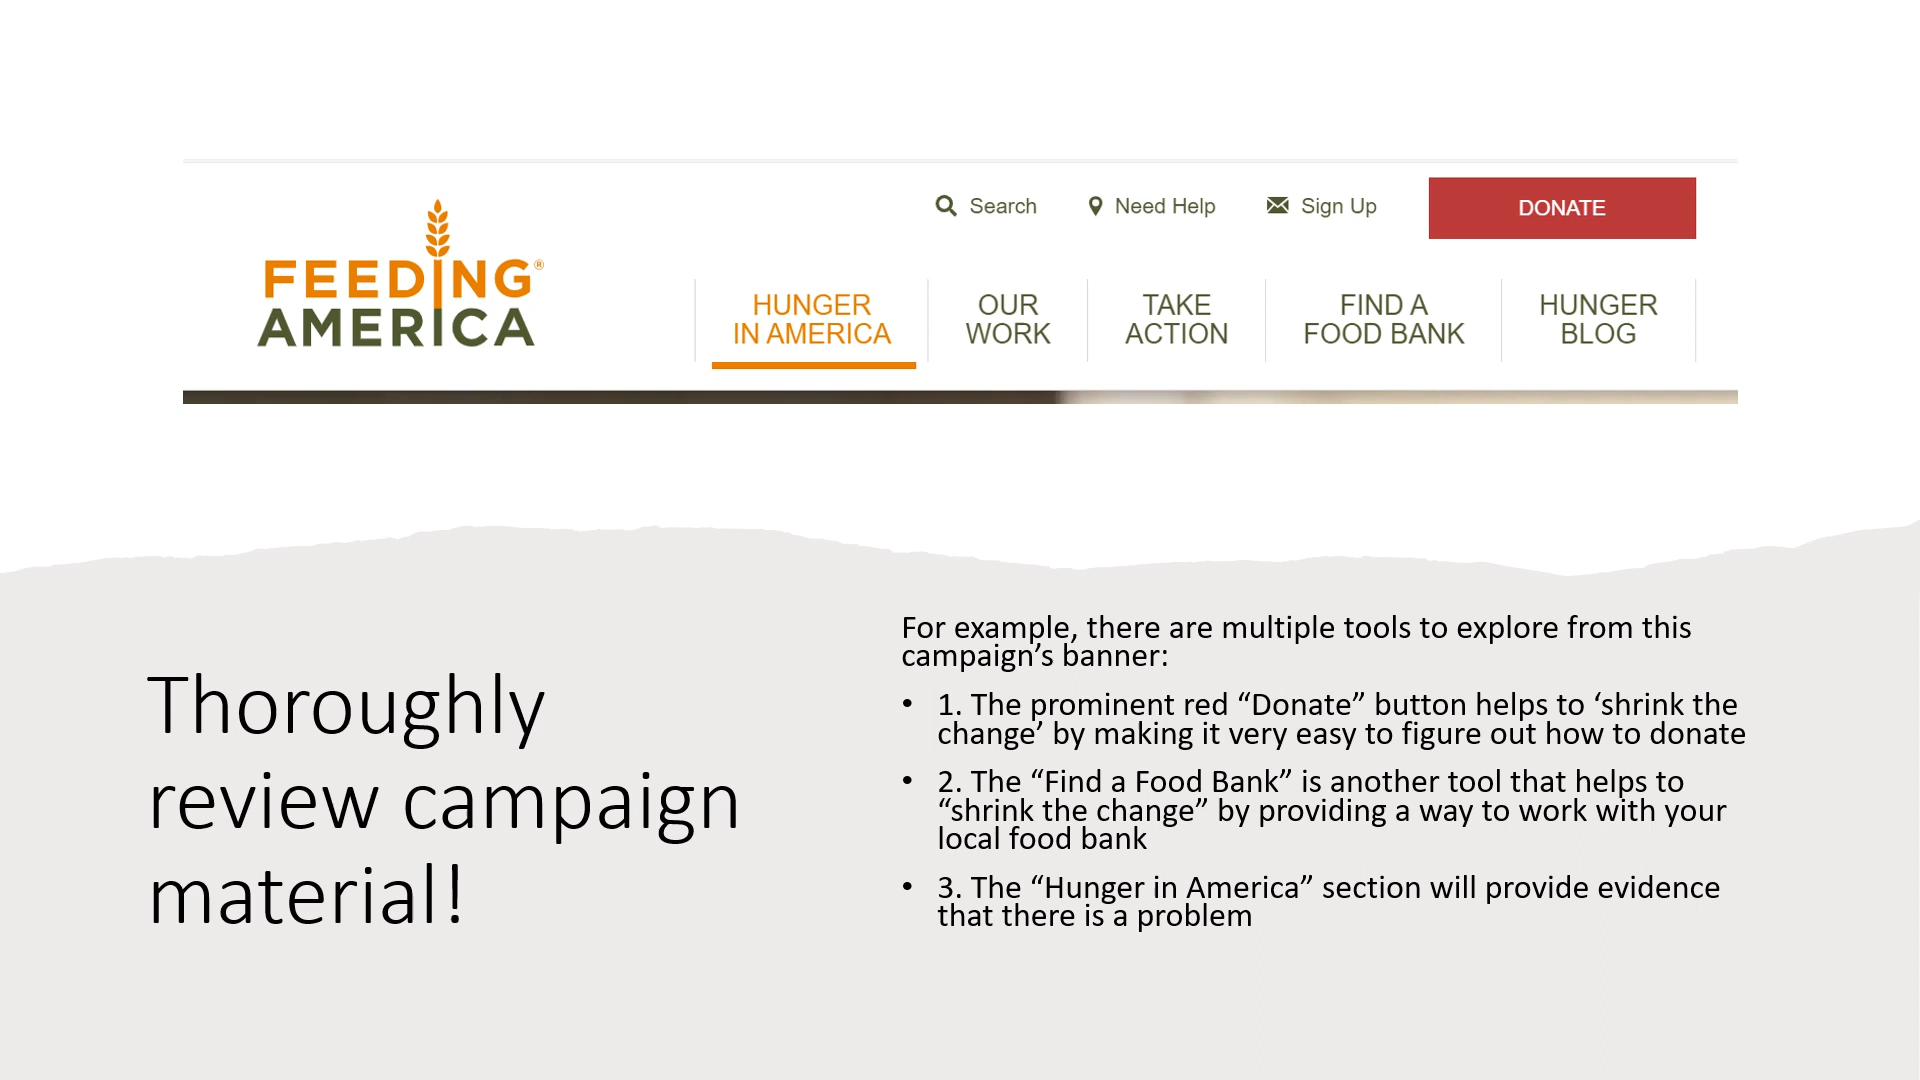 Search
Need Help
Sign Up
DONATE
FEEDING®
AMERICA
HUNGER
IN AMERICA
OUR
WORK
TAKE
ACTION
FIND A
FOOD BANK
HUNGER
BLOG
Thoroughly
review campaign
material!
For example, there are multiple tools to explore from this
campaign’s banner:
• 1. The prominent red “Donate” button helps to ‘shrink the
change’ by making it very easy to figure out how to donate
• 2. The “Find a Food Bank” is another tool that helps to
“shrink the change” by providing a way to work with your
local food bank
• 3. The “Hunger in America” section will provide evidence
that there is a problem